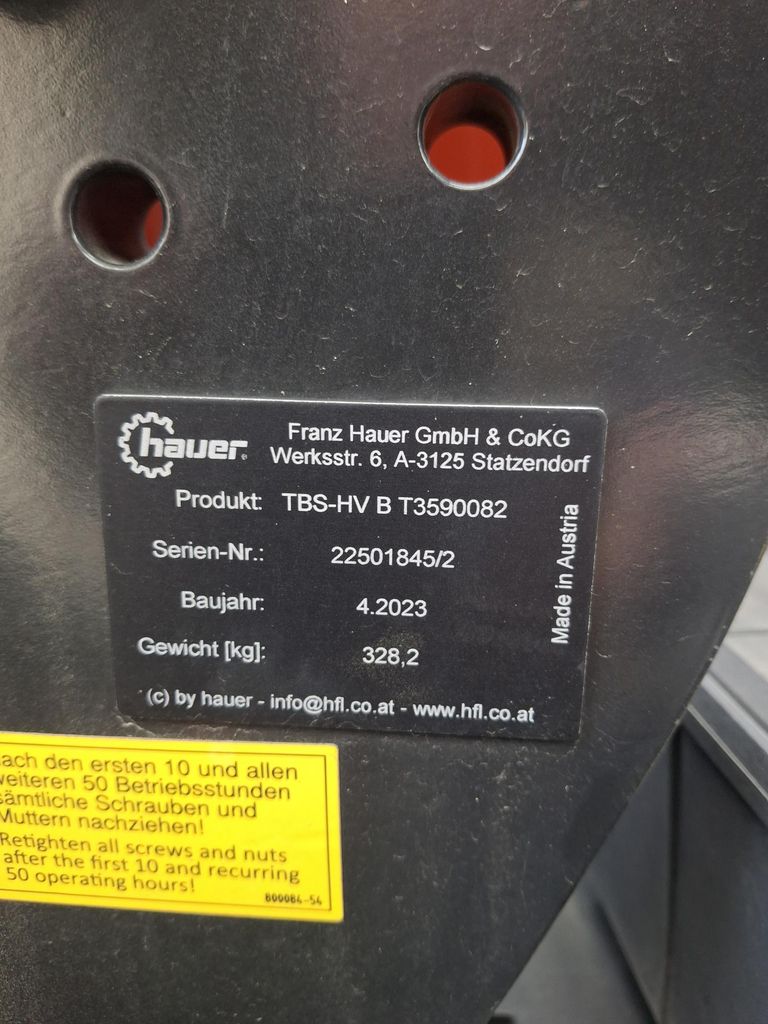 hauer®
Franz Hauer GmbH & CoKG
Werksstr. 6, A-3125 Statzendorf
Produkt: TBS-HV B T3590082
Serien-Nr.: 22501845/2
Baujahr: 4.2023
Gewicht [kg]: 328,2
Made in Austria
(c) by hauer - info@hfl.co.at - www.hfl.co.at
den ersten 10 und allen
weiteren 50 Betriebsstunden
sämtliche Schrauben und
Muttern nachziehen!
Retighten all screws and nuts
after the first 10 and recurring
50 operating hours!
800084-54